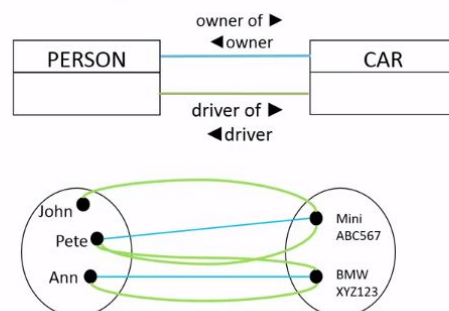 owner of ►
◄owner
PERSON
CAR
driver of ►
◄driver
John
Pete
Ann
Mini
ABC567
BMW
XYZ123